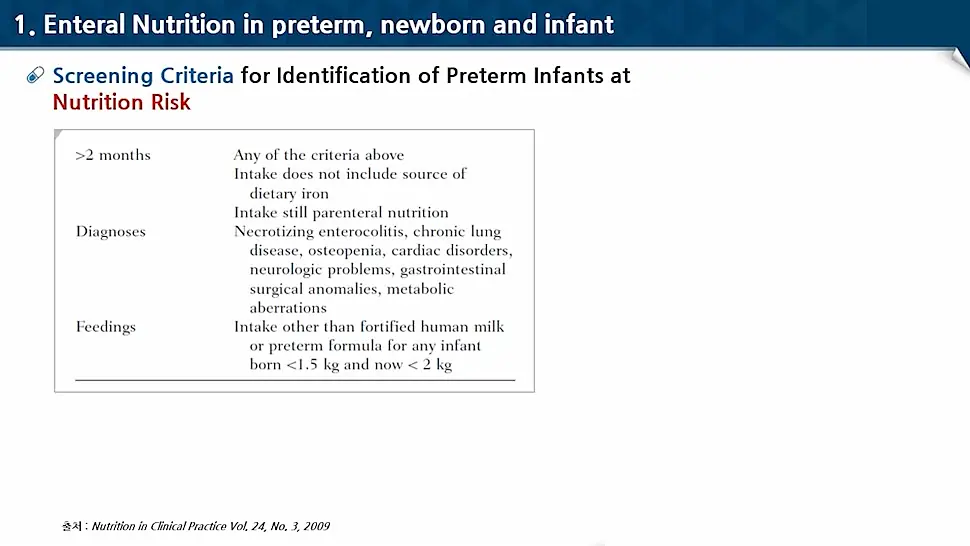 1. Enteral Nutrition in preterm, newborn and infant
Screening Criteria for Identification of Preterm Infants at
Nutrition Risk
>2 months Any of the criteria above
Intake does not include source of
dietary iron
Intake still parenteral nutrition
Diagnoses Necrotizing enterocolitis, chronic lung
disease, osteopenia, cardiac disorders,
neurologic problems, gastrointestinal
surgical anomalies, metabolic
aberrations
Feedings Intake other than fortified human milk
or preterm formula for any infant
born <1.5 kg and now < 2 kg
출처 : Nutrition in Clinical Practice Vol. 24, No. 3, 2009